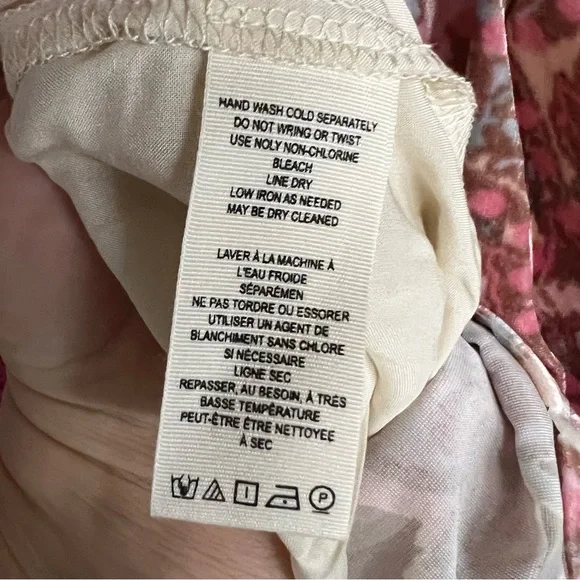 HAND WASH COLD SEPARATELY
DO NOT WRING OR TWIST
USE NOLY NON-CHLORINE
BLEACH
LINE DRY
LOW IRON AS NEEDED
MAY BE DRY CLEANED
LAVER À LA MACHINE À
L'EAU FROIDE
SÉPARÉMEN
NE PAS TORDRE OU ESSORER
UTILISER UN AGENT DE
BLANCHIMENT SANS CHLORE
SI NÉCESSAIRE
LIGNE SEC
REPASSER, AU BESOIN, À TRÈS
BASSE TEMPÉRATURE
PEUT-ÊTRE ÊTRE NETTOYEE
À SEC
P